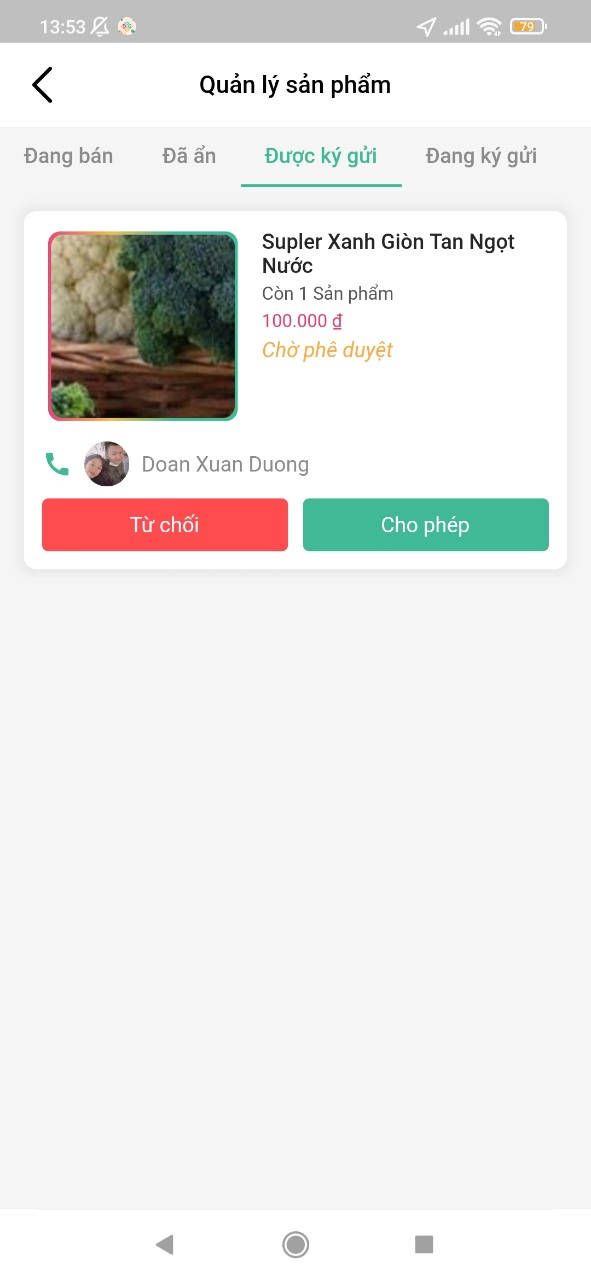 13:53
79
Quản lý sản phẩm
Đang bán Đã ẩn Được ký gửi Đang ký gửi
Supler Xanh Giòn Tan Ngọt
Nước
Còn 1 Sản phẩm
100.000 ₫
Chờ phê duyệt
Doan Xuan Duong
Từ chối Cho phép